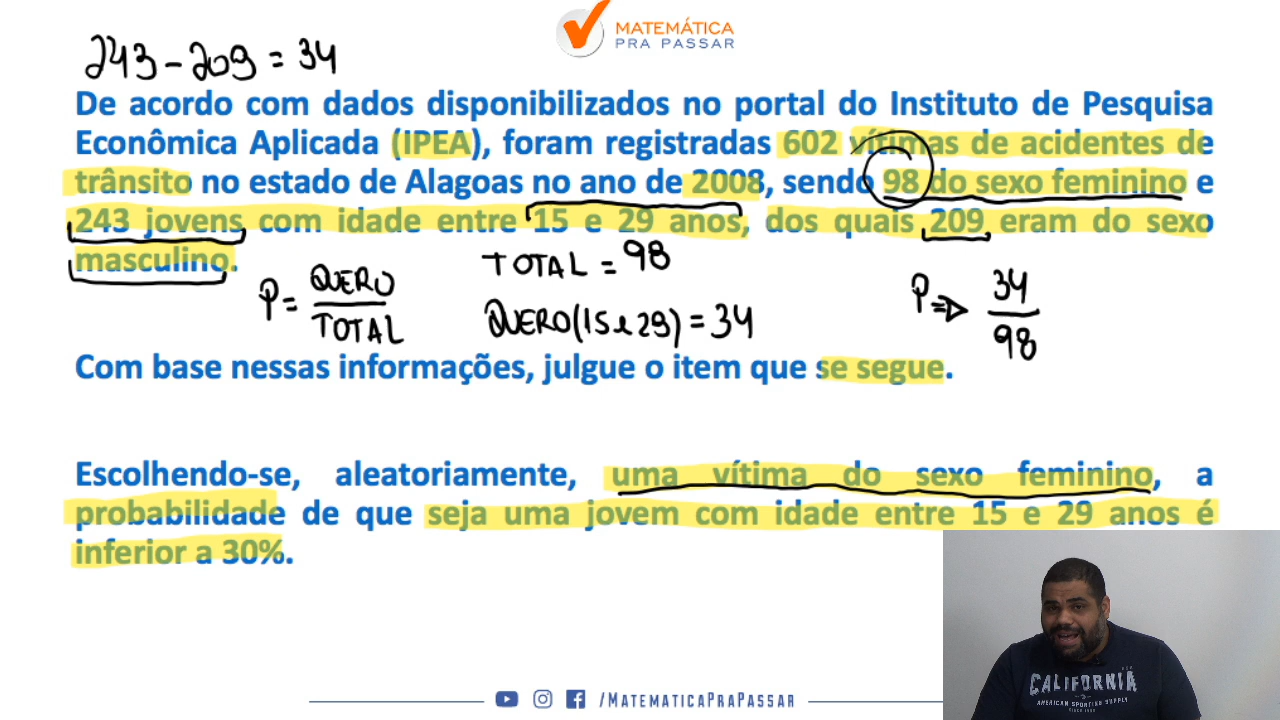 MATEMÁTICA
PRA PASSAR
243 - 209 = 34
De acordo com dados disponibilizados no portal do Instituto de Pesquisa
Econômica Aplicada (IPEA), foram registradas 602 vítimas de acidentes de
trânsito no estado de Alagoas no ano de 2008, sendo 98 do sexo feminino e
243 jovens com idade entre 15 e 29 anos, dos quais 209 eram do sexo
masculino.
P = QUERO / TOTAL
TOTAL = 98
QUERO (15 e 29) = 34
P => 34 / 98
Com base nessas informações, julgue o item que se segue.
Escolhendo-se, aleatoriamente, uma vítima do sexo feminino, a
probabilidade de que seja uma jovem com idade entre 15 e 29 anos é
inferior a 30%.
CALIFORNIA
AMERICAN SPORTING SUPPLY
/MATEMATICAPRAPASSAR